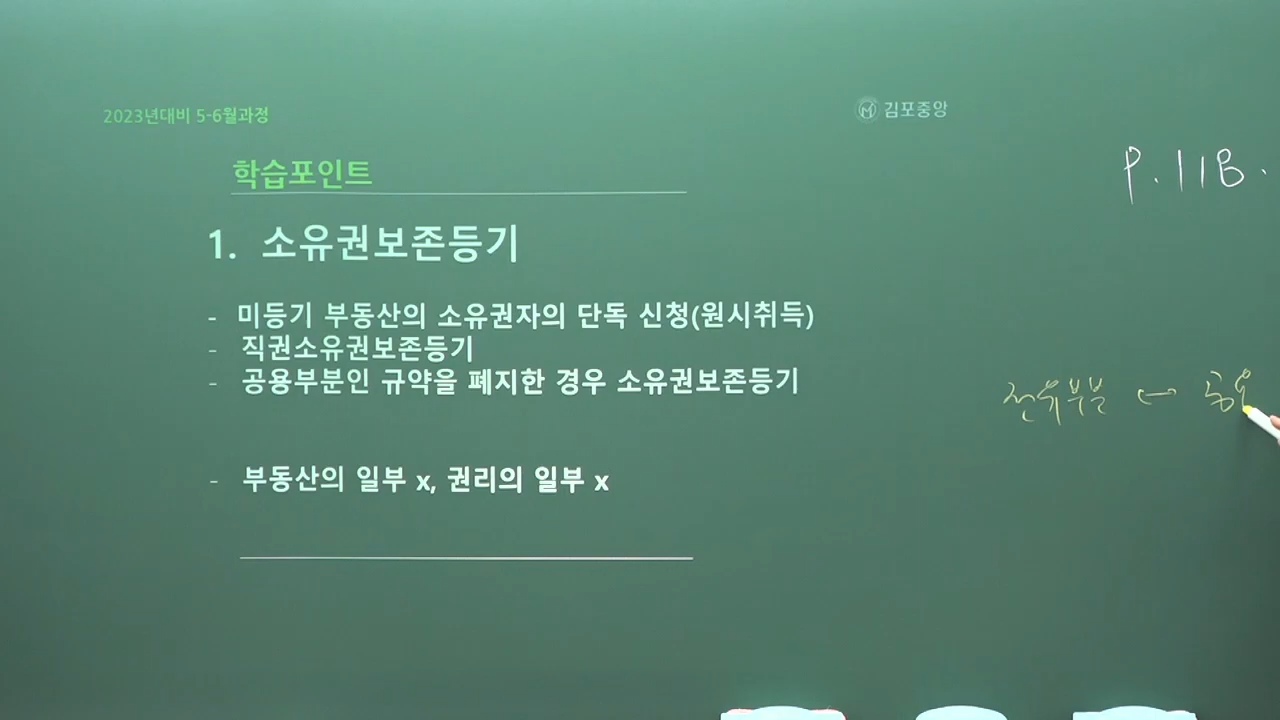 2023년대비 5-6월과정
김포중앙
P. 118.
학습포인트
1. 소유권보존등기
- 미등기 부동산의 소유권자의 단독 신청(원시취득)
- 직권소유권보존등기
- 공용부분인 규약을 폐지한 경우 소유권보존등기
전유부분 ↔ 공용
- 부동산의 일부 x, 권리의 일부 x